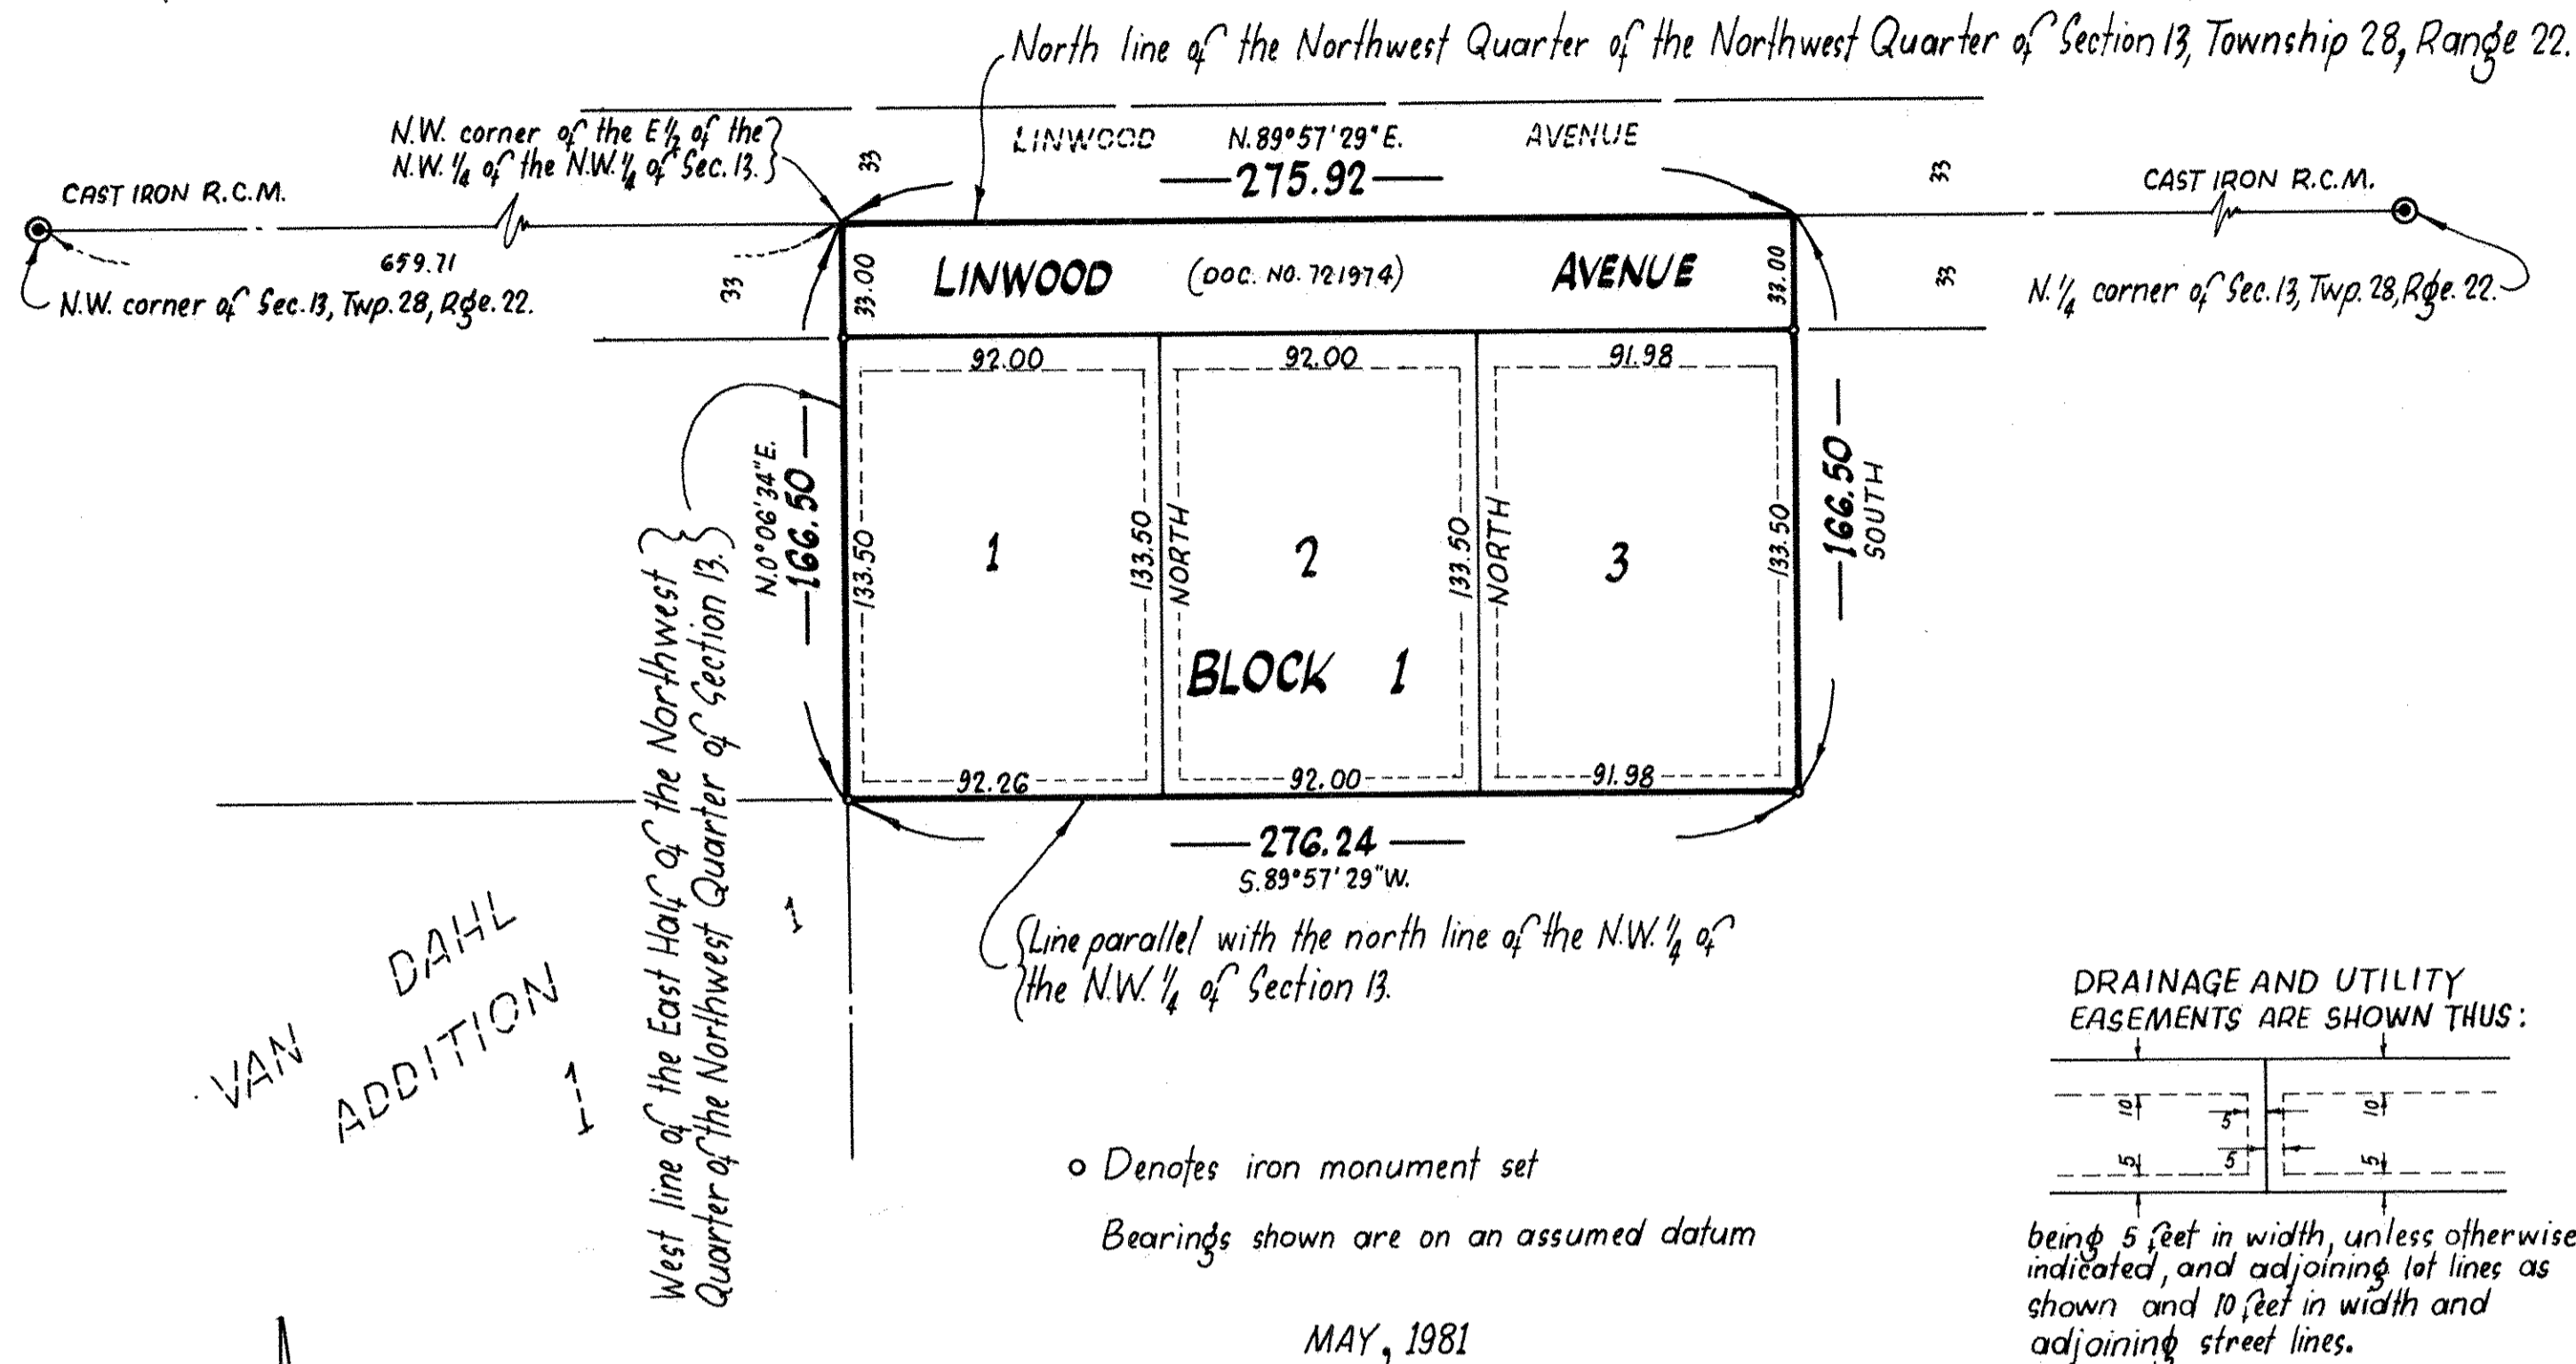 North line of the Northwest Quarter of the Northwest Quarter of Section 13, Township 28, Range 22.
N.W. corner of the E½ of the
N.W.¼ of the N.W.¼ of Sec. 13.
33
LINWOOD N.89°57'29"E. AVENUE
275.92
33
CAST IRON R.C.M.
CAST IRON R.C.M.
659.71
N.W. corner of Sec. 13, Twp. 28, Rge. 22.
33
33.00
LINWOOD (DOC. NO. 721974) AVENUE
33.00
33
N.¼ corner of Sec. 13, Twp. 28, Rge. 22.
92.00 92.00 91.98
N.0°06'34"E.
166.50
133.50
1
133.50
NORTH
2
133.50
NORTH
3
133.50
166.50
SOUTH
BLOCK 1
92.26 92.00 91.98
276.24
S.89°57'29"W.
West line of the East Half of the Northwest
Quarter of the Northwest Quarter of Section 13.
1
Line parallel with the north line of the N.W.¼ of
the N.W.¼ of Section 13.
VAN DAHL
ADDITION
1
o Denotes iron monument set
Bearings shown are on an assumed datum
MAY, 1981
DRAINAGE AND UTILITY
EASEMENTS ARE SHOWN THUS:
10 5 10
5 5 5
being 5 feet in width, unless otherwise
indicated, and adjoining lot lines as
shown and 10 feet in width and
adjoining street lines.